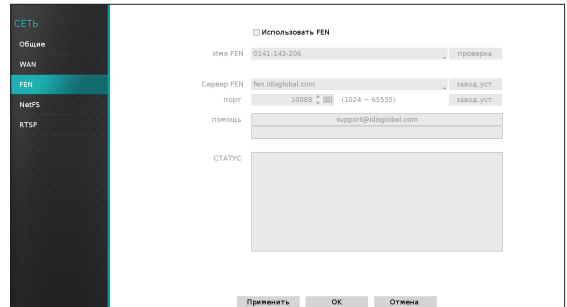 СЕТЬ
Общие
WAN
FEN
NetFS
RTSP
Использовать FEN
Имя FEN 0141-143-206 проверка
Сервер FEN fen.idisglobal.com завод.уст.
порт 10088 (1024 ~ 65535) завод.уст.
помощь support@idisglobal.com
СТАТУС
Применить OK Отмена